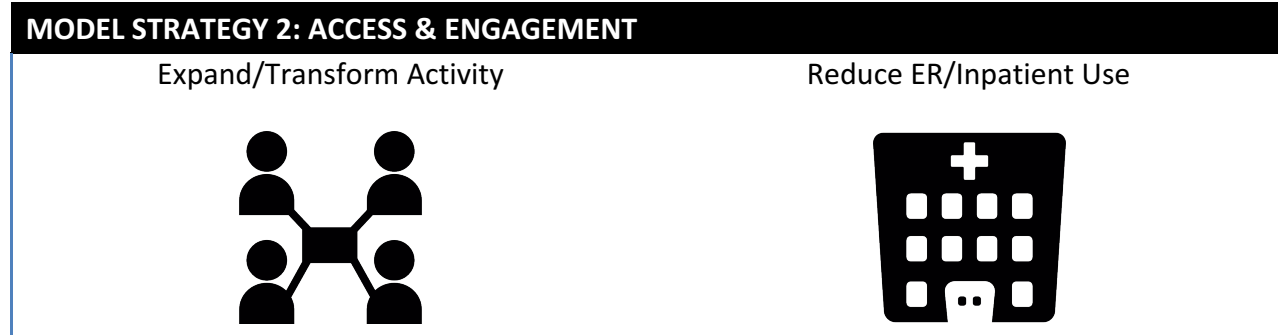 MODEL STRATEGY 2: ACCESS & ENGAGEMENT
Expand/Transform Activity
Reduce ER/Inpatient Use